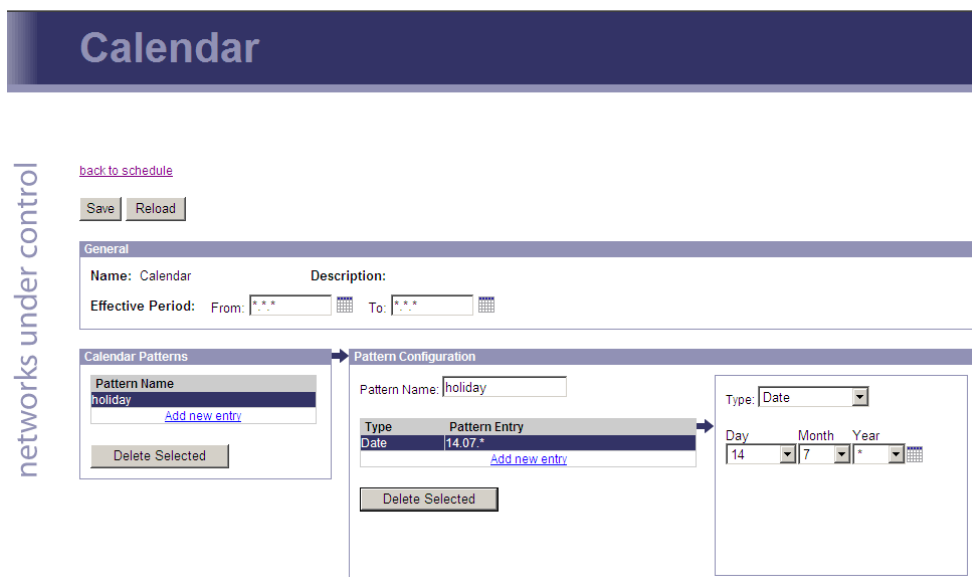 Calendar
networks under control
back to schedule
Save Reload
General
Name: Calendar Description:
Effective Period: From: *.*.* To: *.*.*
Calendar Patterns
Pattern Name
holiday
Add new entry
Delete Selected
Pattern Configuration
Pattern Name: holiday
Type Pattern Entry
Date 14.07.*
Add new entry
Delete Selected
Type: Date
Day Month Year
14 7 *